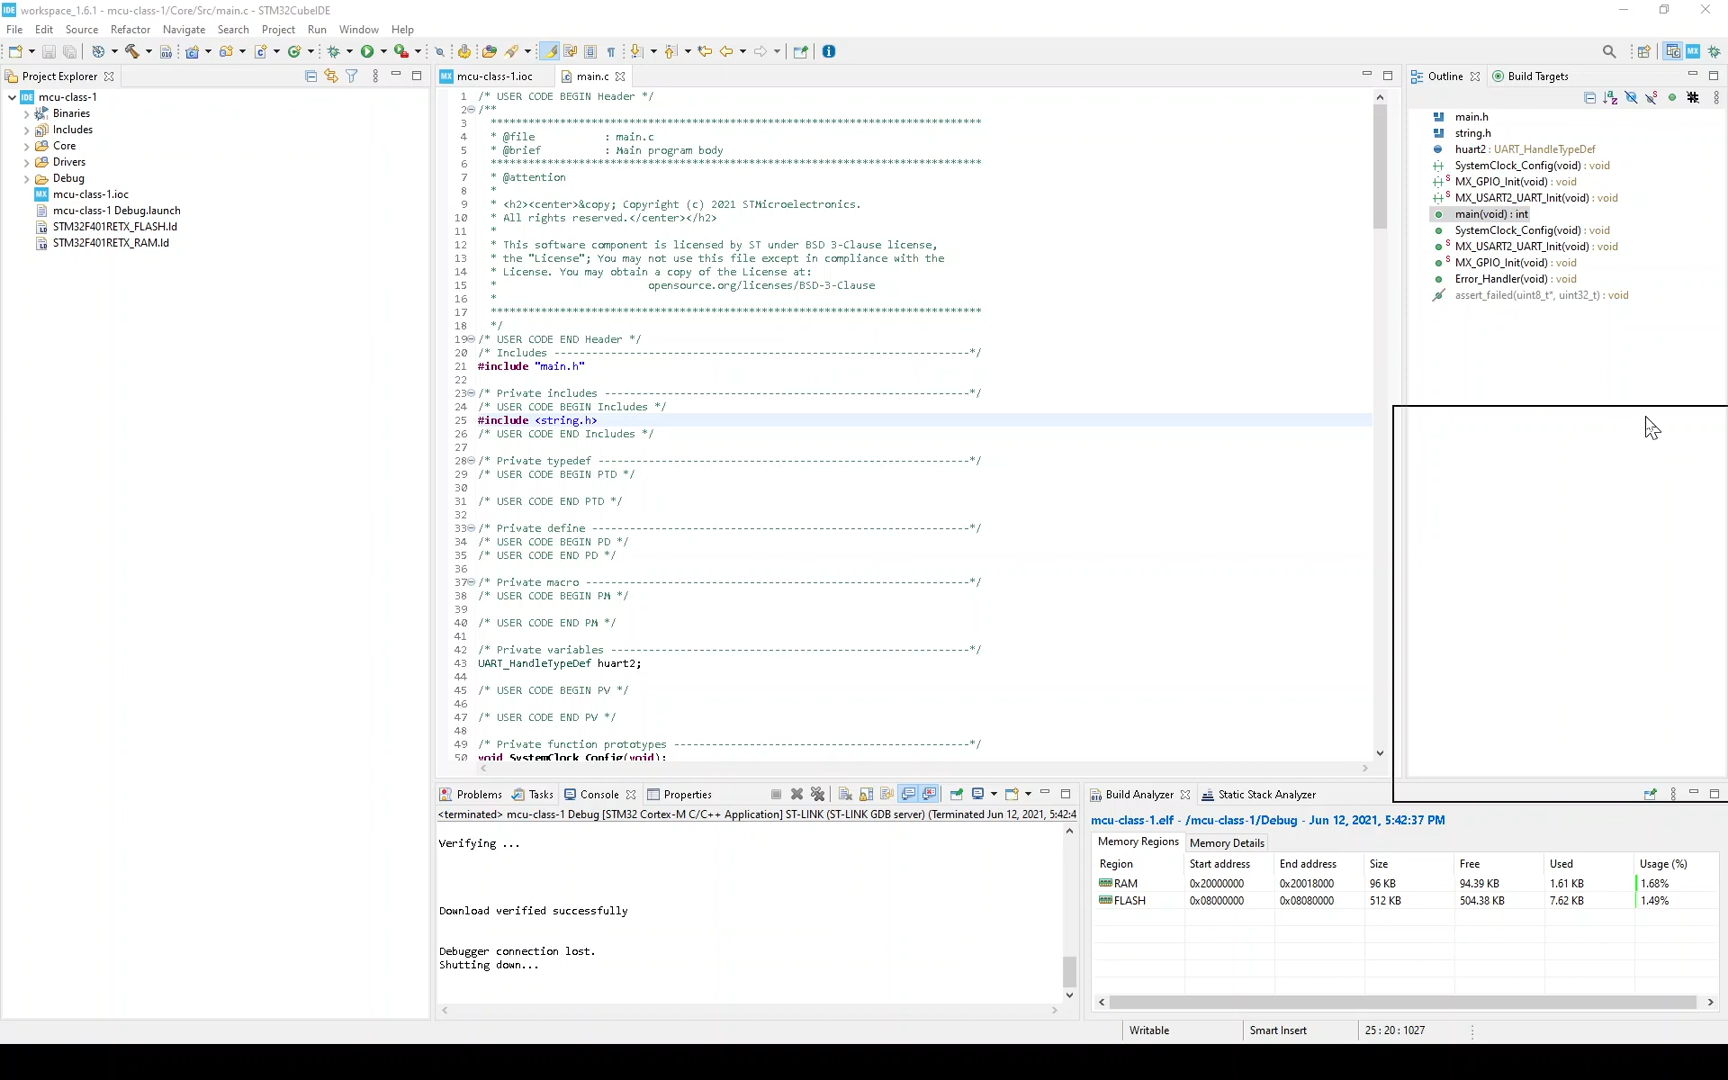 IDE workspace_1.6.1 - mcu-class-1/Core/Src/main.c - STM32CubeIDE
File Edit Source Refactor Navigate Search Project Run Window Help
Project Explorer
IDE mcu-class-1
Binaries
Includes
Core
Drivers
Debug
MX mcu-class-1.ioc
mcu-class-1 Debug.launch
STM32F401RETX_FLASH.ld
STM32F401RETX_RAM.ld
MX mcu-class-1.ioc main.c
1 /* USER CODE BEGIN Header */
2 /**
3 ******************************************************************************
4 * @file : main.c
5 * @brief : Main program body
6 ******************************************************************************
7 * @attention
8 *
9 * <h2><center>&copy; Copyright (c) 2021 STMicroelectronics.
10 * All rights reserved.</center></h2>
11 *
12 * This software component is licensed by ST under BSD 3-Clause license,
13 * the "License"; You may not use this file except in compliance with the
14 * License. You may obtain a copy of the License at:
15 * opensource.org/licenses/BSD-3-Clause
16 *
17 ******************************************************************************
18 */
19 /* USER CODE END Header */
20 /* Includes ------------------------------------------------------------------*/
21 #include "main.h"
22
23 /* Private includes ----------------------------------------------------------*/
24 /* USER CODE BEGIN Includes */
25 #include <string.h>
26 /* USER CODE END Includes */
27
28 /* Private typedef -----------------------------------------------------------*/
29 /* USER CODE BEGIN PTD */
30
31 /* USER CODE END PTD */
32
33 /* Private define ------------------------------------------------------------*/
34 /* USER CODE BEGIN PD */
35 /* USER CODE END PD */
36
37 /* Private macro -------------------------------------------------------------*/
38 /* USER CODE BEGIN PM */
39
40 /* USER CODE END PM */
41
42 /* Private variables ---------------------------------------------------------*/
43 UART_HandleTypeDef huart2;
44
45 /* USER CODE BEGIN PV */
46
47 /* USER CODE END PV */
48
49 /* Private function prototypes -----------------------------------------------*/
50 void SystemClock_Config(void);
Outline Build Targets
main.h
string.h
huart2 : UART_HandleTypeDef
SystemClock_Config(void) : void
MX_GPIO_Init(void) : void
MX_USART2_UART_Init(void) : void
main(void) : int
SystemClock_Config(void) : void
MX_USART2_UART_Init(void) : void
MX_GPIO_Init(void) : void
Error_Handler(void) : void
assert_failed(uint8_t*, uint32_t) : void
Problems Tasks Console Properties
<terminated> mcu-class-1 Debug [STM32 Cortex-M C/C++ Application] ST-LINK (ST-LINK GDB server) (Terminated Jun 12, 2021, 5:42:4
Verifying ...
Download verified successfully
Debugger connection lost.
Shutting down...
Build Analyzer Static Stack Analyzer
mcu-class-1.elf - /mcu-class-1/Debug - Jun 12, 2021, 5:42:37 PM
Memory Regions Memory Details
Region Start address End address Size Free Used Usage (%)
RAM 0x20000000 0x20018000 96 KB 94.39 KB 1.61 KB 1.68%
FLASH 0x08000000 0x08080000 512 KB 504.38 KB 7.62 KB 1.49%
Writable Smart Insert 25 : 20 : 1027